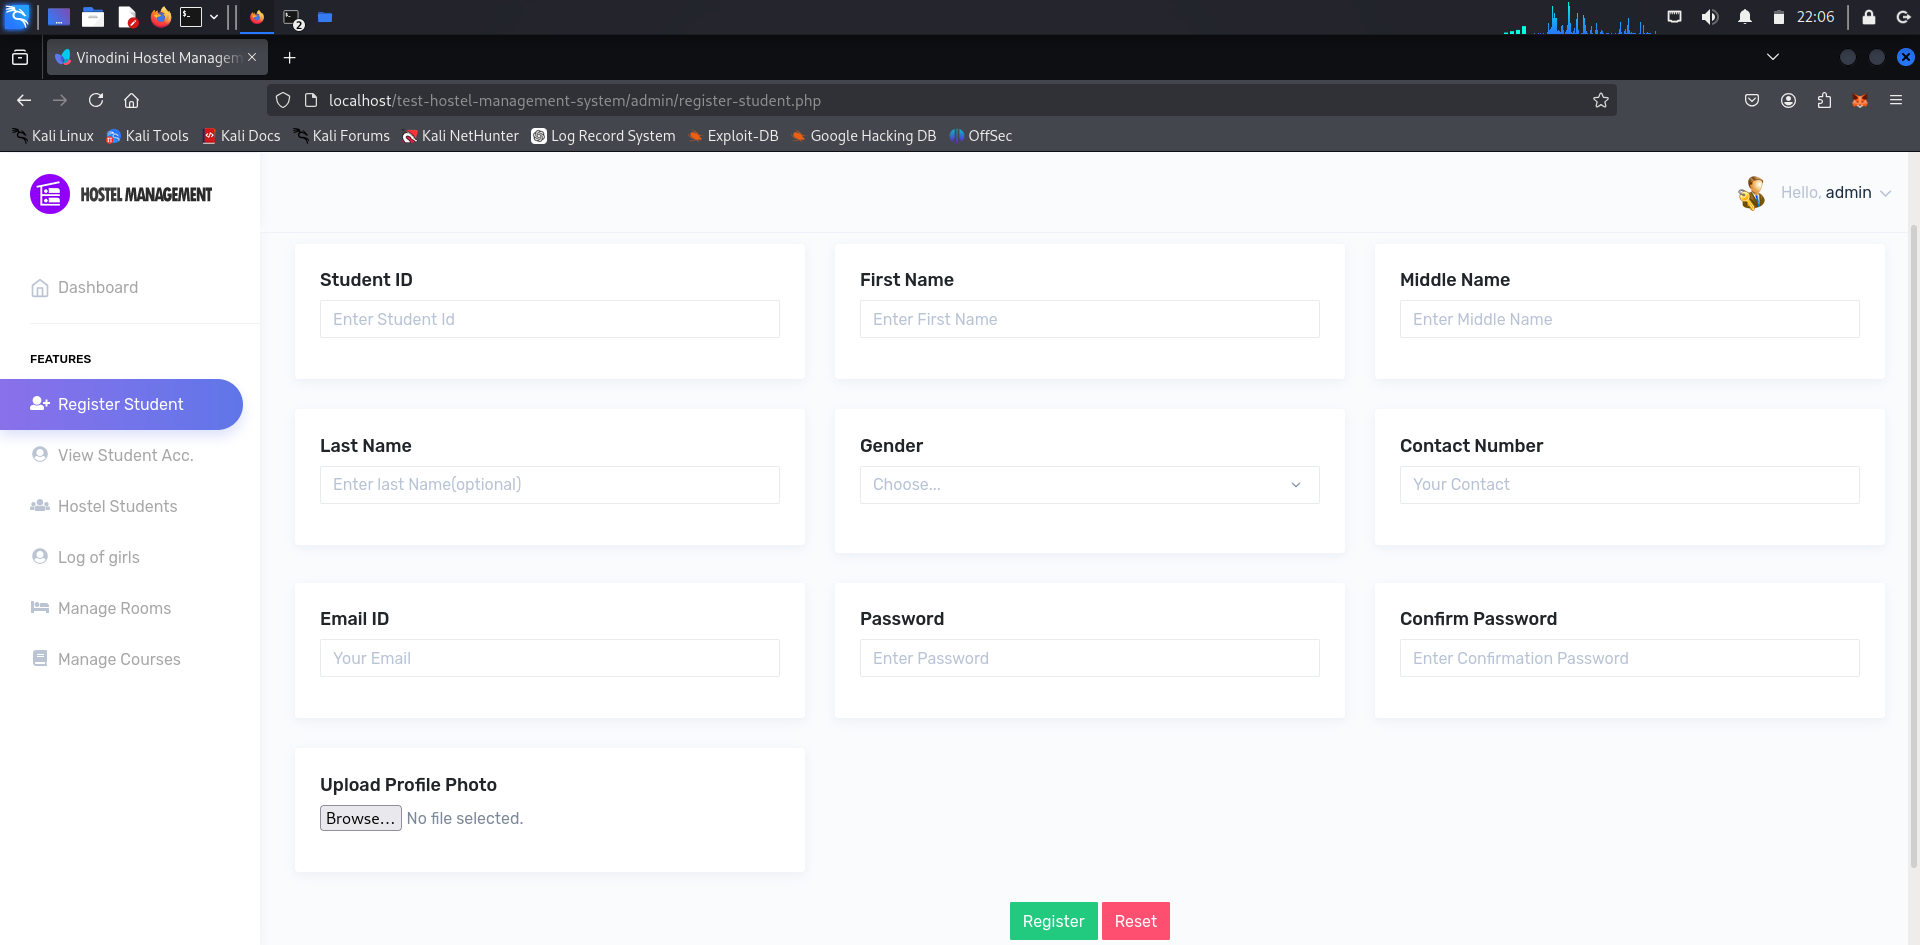 2
22:06
Vinodini Hostel Managem
localhost/test-hostel-management-system/admin/register-student.php
Kali Linux Kali Tools Kali Docs Kali Forums Kali NetHunter Log Record System Exploit-DB Google Hacking DB OffSec
HOSTEL MANAGEMENT
Hello, admin
Dashboard
FEATURES
Register Student
View Student Acc.
Hostel Students
Log of girls
Manage Rooms
Manage Courses
Student ID
Enter Student Id
First Name
Enter First Name
Middle Name
Enter Middle Name
Last Name
Enter last Name(optional)
Gender
Choose...
Contact Number
Your Contact
Email ID
Your Email
Password
Enter Password
Confirm Password
Enter Confirmation Password
Upload Profile Photo
Browse... No file selected.
Register Reset